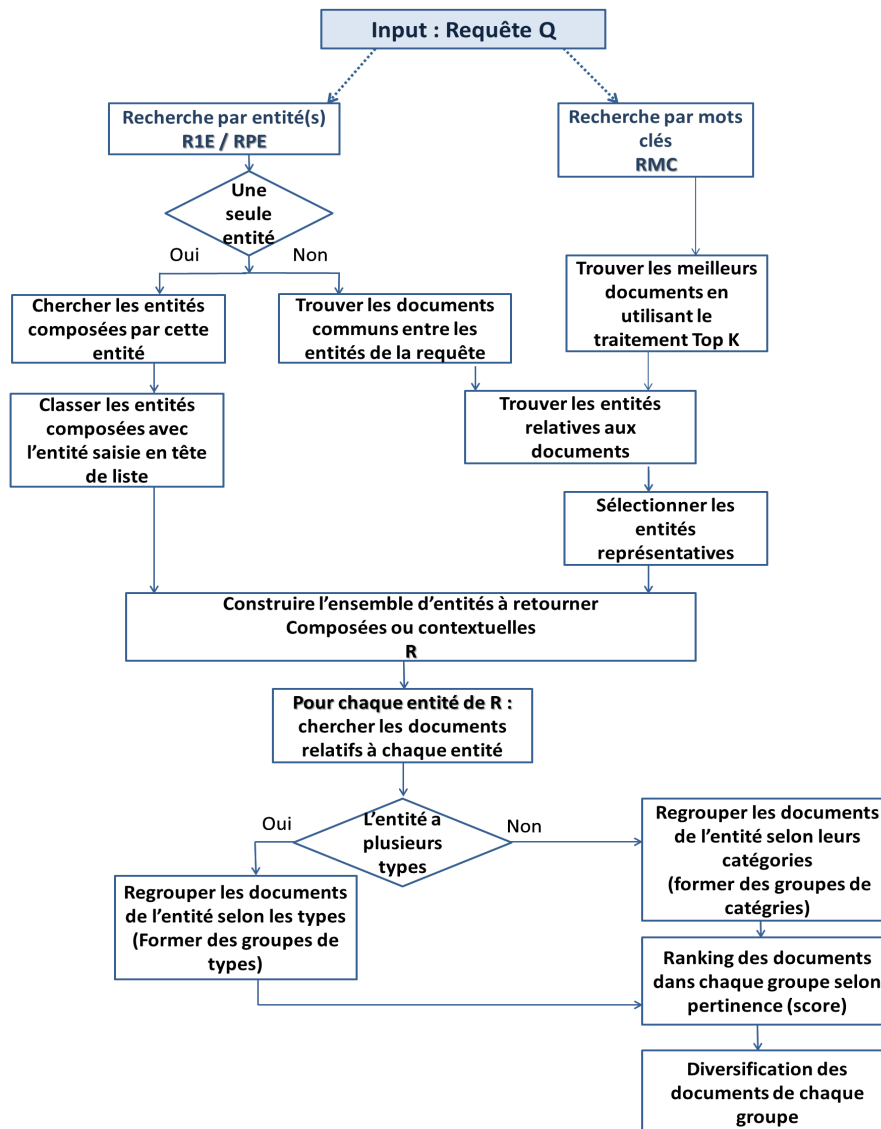 Input : Requête Q
Recherche par entité(s)
R1E / RPE
Recherche par mots
clés
RMC
Une
seule
entité
Oui
Non
Chercher les entités
composées par cette
entité
Trouver les documents
communs entre les
entités de la requête
Trouver les meilleurs
documents en
utilisant le
traitement Top K
Classer les entités
composées avec
l'entité saisie en tête
de liste
Trouver les entités
relatives aux
documents
Sélectionner les
entités
représentatives
Construire l'ensemble d'entités à retourner
Composées ou contextuelles
R
Pour chaque entité de R :
chercher les documents
relatifs à chaque entité
L'entité a
plusieurs
types
Oui
Non
Regrouper les documents
de l'entité selon les types
(Former des groupes de
types)
Regrouper les documents
de l'entité selon leurs
catégories
(former des groupes de
catégries)
Ranking des documents
dans chaque groupe selon
pertinence (score)
Diversification des
documents de chaque
groupe